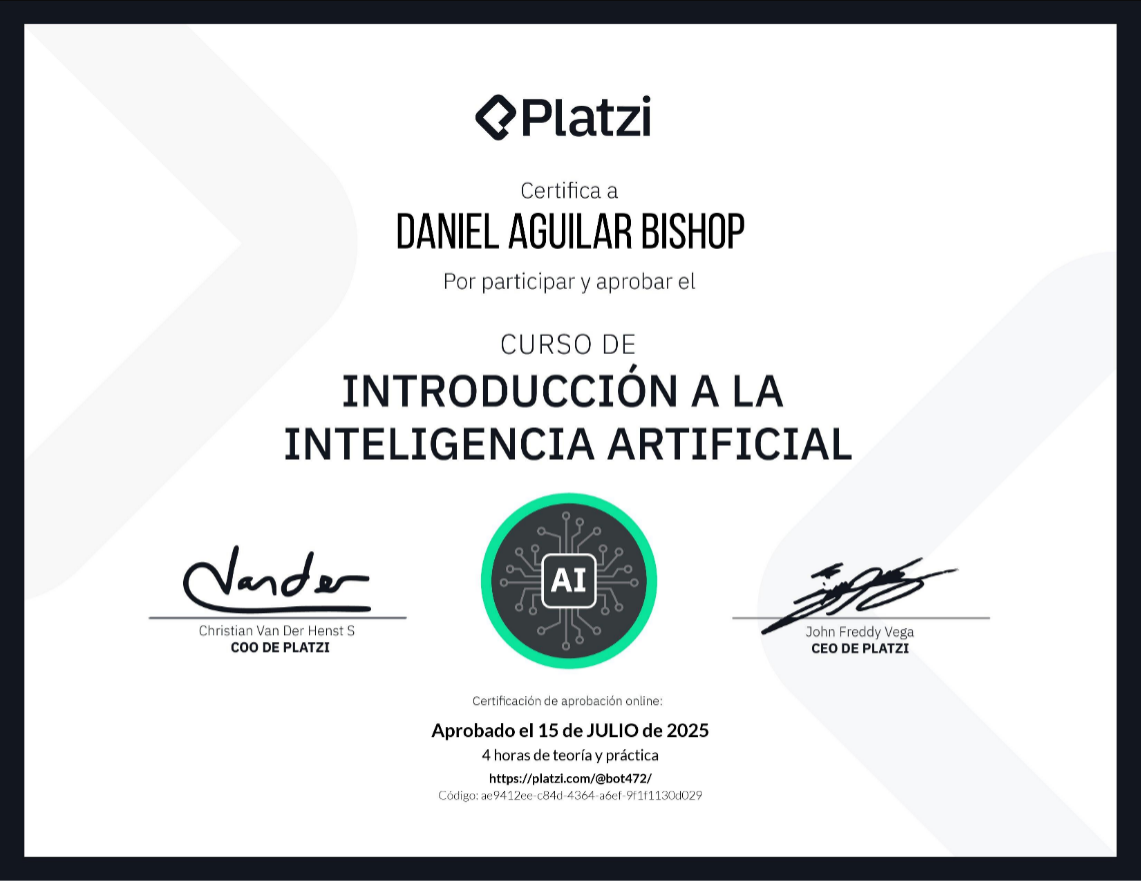 Platzi
Certifica a
DANIEL AGUILAR BISHOP
Por participar y aprobar el
CURSO DE
INTRODUCCIÓN A LA
INTELIGENCIA ARTIFICIAL
AI
Vander
Christian Van Der Henst S
COO DE PLATZI
John Freddy Vega
CEO DE PLATZI
Certificación de aprobación online:
Aprobado el 15 de JULIO de 2025
4 horas de teoría y práctica
https://platzi.com/@bot472/
Código: ae9412ee-c84d-4364-a6ef-9f1f1130d029